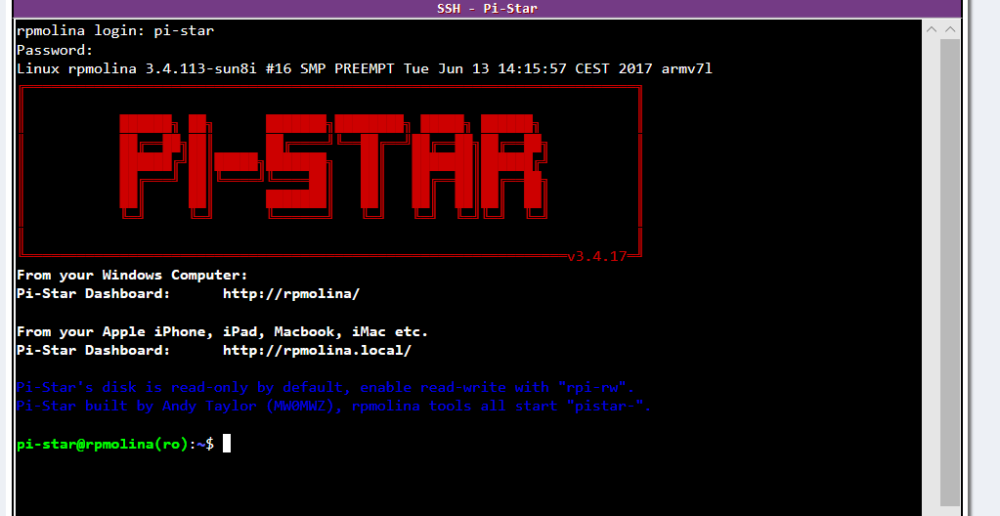 SSH - Pi-Star
rpmolina login: pi-star
Password:
Linux rpmolina 3.4.113-sun8i #16 SMP PREEMPT Tue Jun 13 14:15:57 CEST 2017 armv7l
PI-STAR
v3.4.17
From your Windows Computer:
Pi-Star Dashboard: http://rpmolina/
From your Apple iPhone, iPad, Macbook, iMac etc.
Pi-Star Dashboard: http://rpmolina.local/
Pi-Star's disk is read-only by default, enable read-write with "rpi-rw".
Pi-Star built by Andy Taylor (MW0MWZ), rpmolina tools all start "pistar-".
pi-star@rpmolina(ro):~$